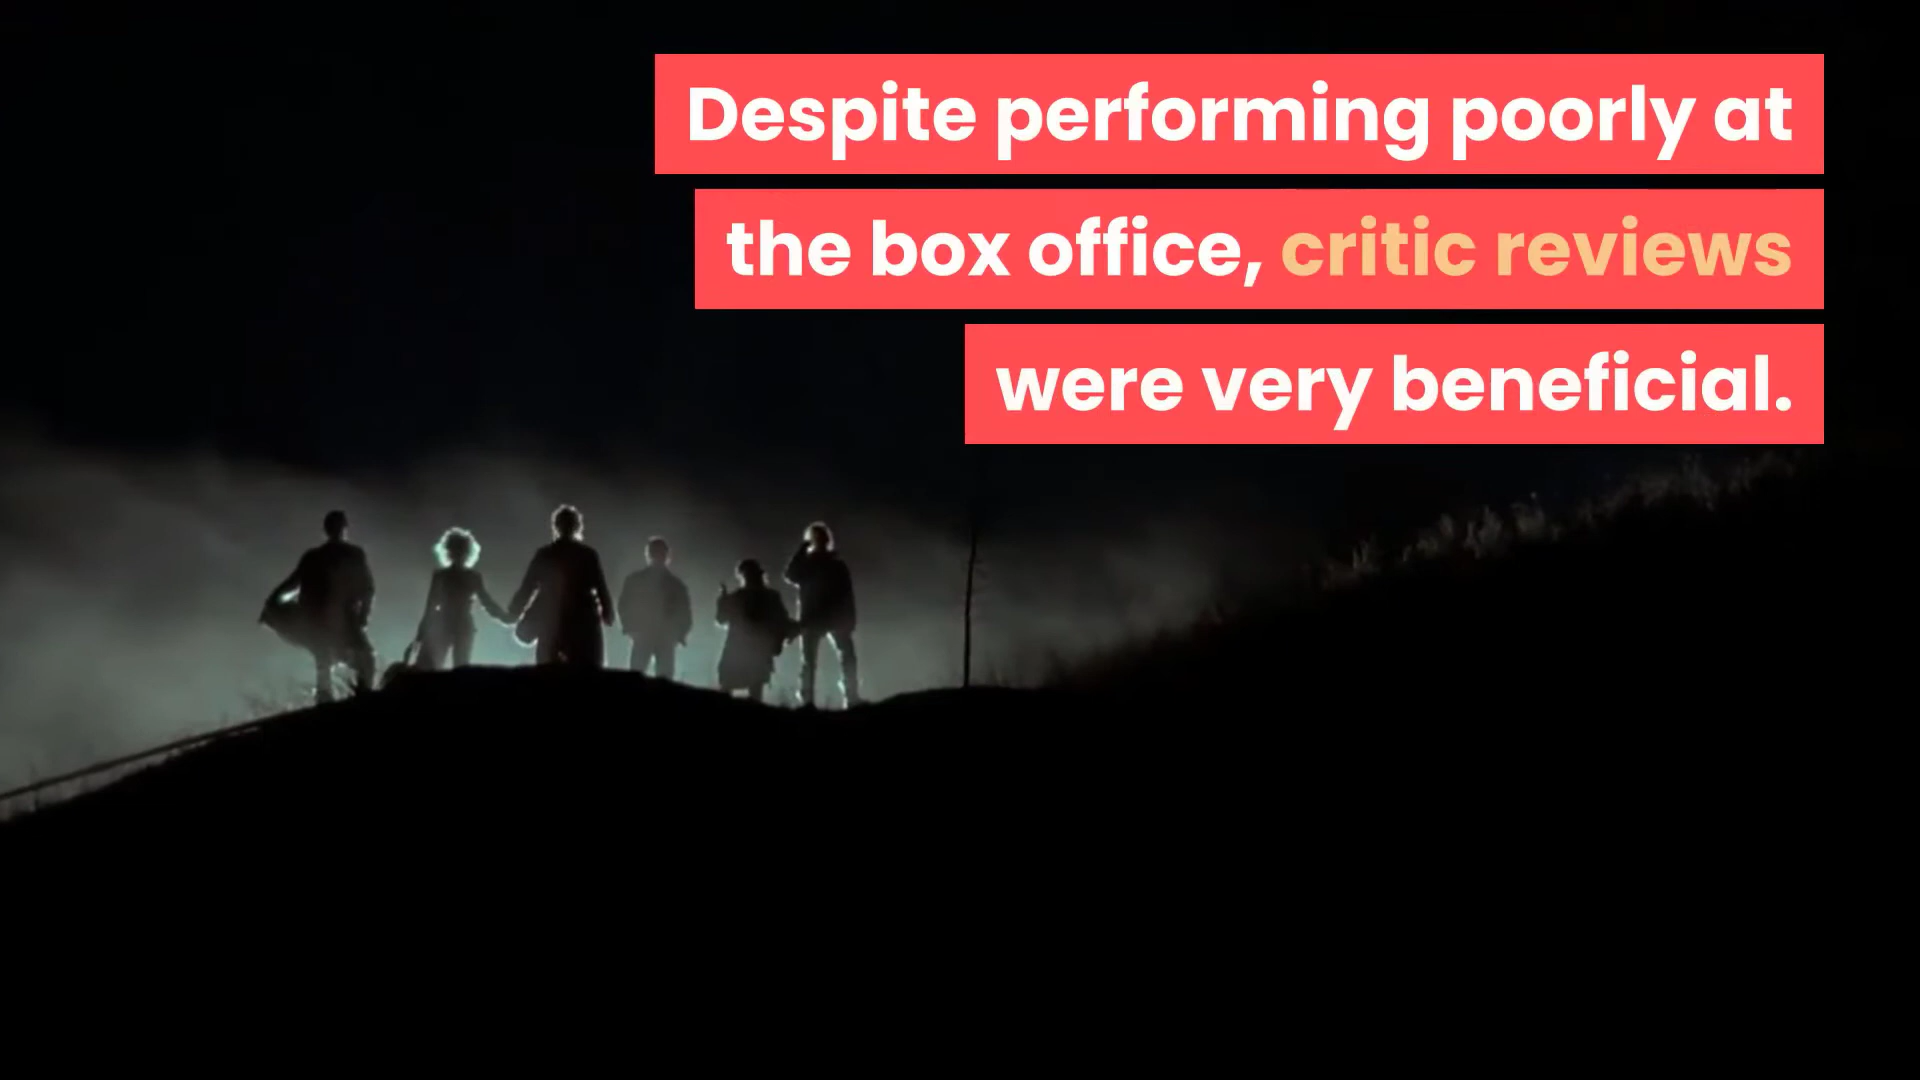 Despite performing poorly at
the box office, critic reviews
were very beneficial.